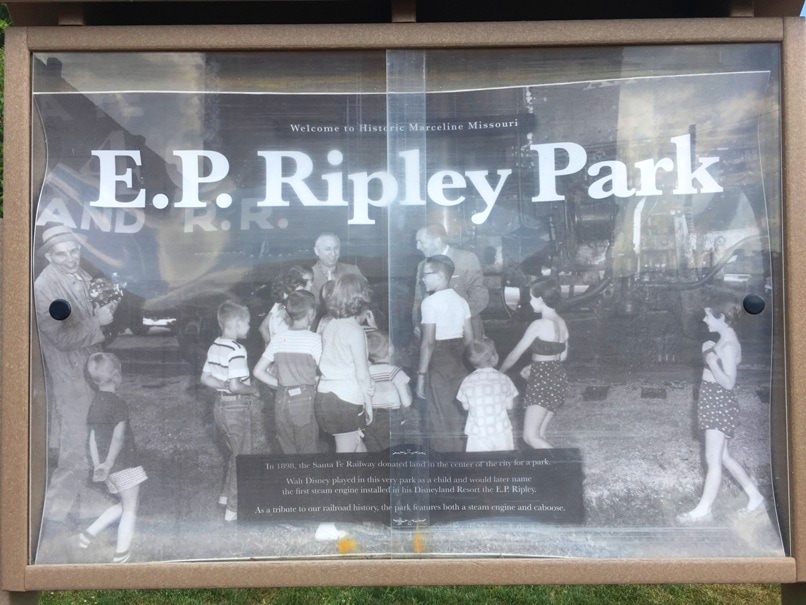 Welcome to Historic Marceline Missouri
E.P. Ripley Park
AND R.R.
In 1898, the Santa Fe Railway donated land in the center of the city for a park.
Walt Disney played in this very park as a child and would later name
the first steam engine installed in his Disneyland Resort the E.P. Ripley.
As a tribute to our railroad history, the park features both a steam engine and caboose.